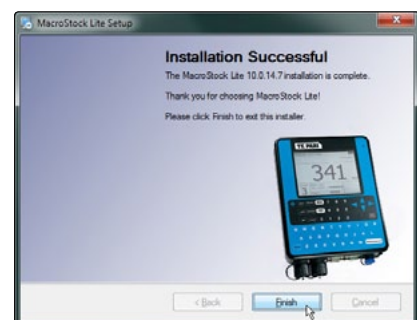 MacroStock Lite Setup
Installation Successful
The MacroStock Lite 10.0.14.7 installation is complete.
Thank you for choosing MacroStock Lite!
Please click Finish to exit this installer.
TE PARI
341
< Back
Finish
Cancel